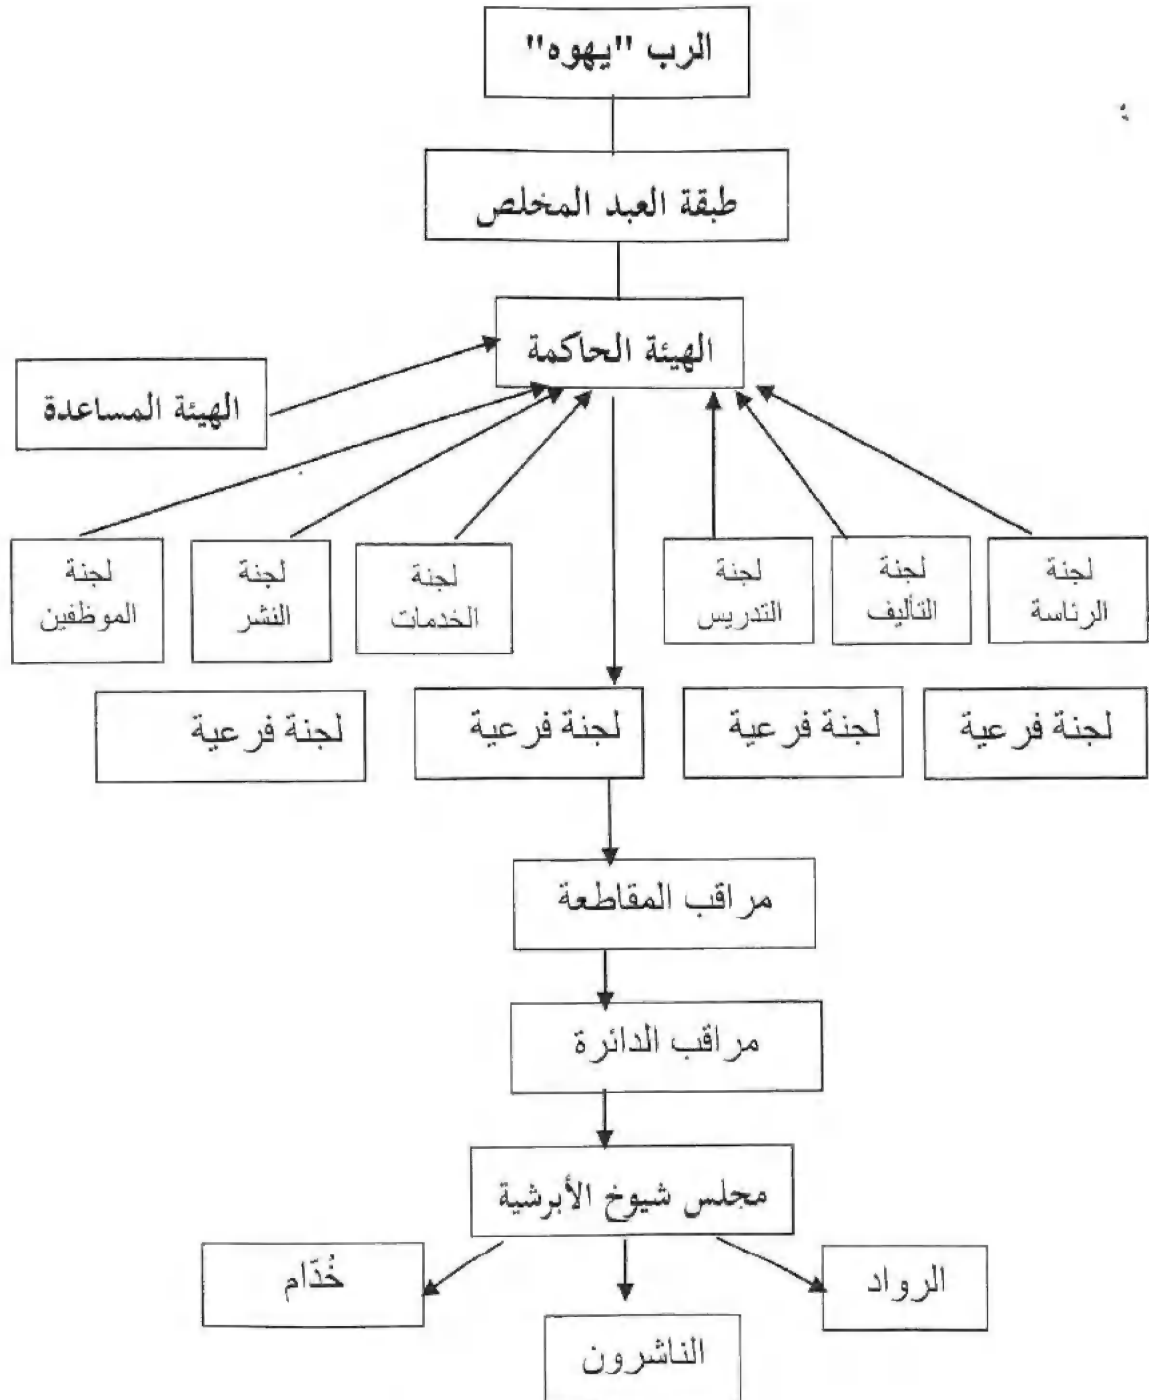 الرب "يهوه"
طبقة العبد المخلص
الهيئة الحاكمة
الهيئة المساعدة
لجنة
الرئاسة
لجنة
التأليف
لجنة
التدريس
لجنة
الخدمات
لجنة
النشر
لجنة
الموظفين
لجنة فرعية
لجنة فرعية
لجنة فرعية
لجنة فرعية
مراقب المقاطعة
مراقب الدائرة
مجلس شيوخ الأبرشية
الرواد
الناشرون
خُدّام